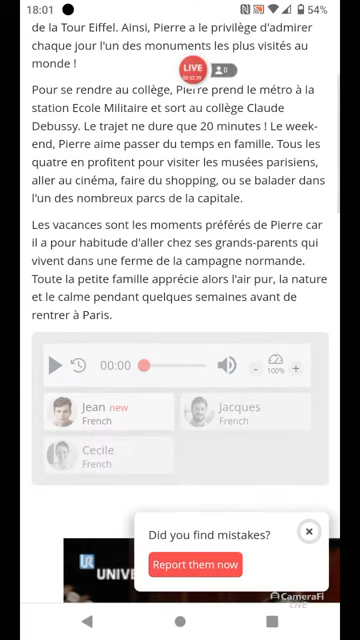 18:01 54%
de la Tour Eiffel. Ainsi, Pierre a le privilège d'admirer
chaque jour l'un des monuments les plus visités au
monde !
LIVE
0
Pour se rendre au collège, Pierre prend le métro à la
station Ecole Militaire et sort au collège Claude
Debussy. Le trajet ne dure que 20 minutes ! Le week-
end, Pierre aime passer du temps en famille. Tous les
quatre en profitent pour visiter les musées parisiens,
aller au cinéma, faire du shopping, ou se balader dans
l'un des nombreux parcs de la capitale.
Les vacances sont les moments préférés de Pierre car
il a pour habitude d'aller chez ses grands-parents qui
vivent dans une ferme de la campagne normande.
Toute la petite famille apprécie alors l'air pur, la nature
et le calme pendant quelques semaines avant de
rentrer à Paris.
00:00 - 100% +
Jean new
French
Jacques
French
Cecile
French
Did you find mistakes?
Report them now
UR UNIVE
CameraFi
LIVE